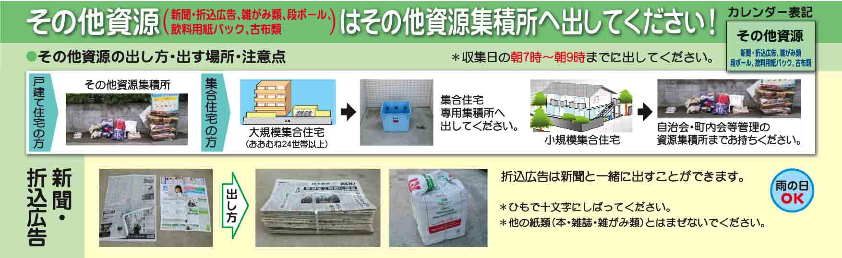 その他資源(新聞・折込広告、雑がみ類、段ボール、飲料用紙パック、古布類)はその他資源集積所へ出してください!
カレンダー表記
その他資源
新聞・折込広告、雑がみ類
段ボール、飲料用紙パック、古布類
●その他資源の出し方・出す場所・注意点
＊収集日の朝7時～朝9時までに出してください。
戸建て住宅の方
その他資源集積所
集合住宅の方
大規模集合住宅
(おおむね24世帯以上)
集合住宅
専用集積所へ
出してください。
小規模集合住宅
自治会・町内会等管理の
資源集積所までお持ちください。
新聞・
折込広告
出し方
折込広告は新聞と一緒に出すことができます。
＊ひもで十文字にしばってください。
＊他の紙類(本・雑誌・雑がみ類)とはまぜないでください。
雨の日
OK